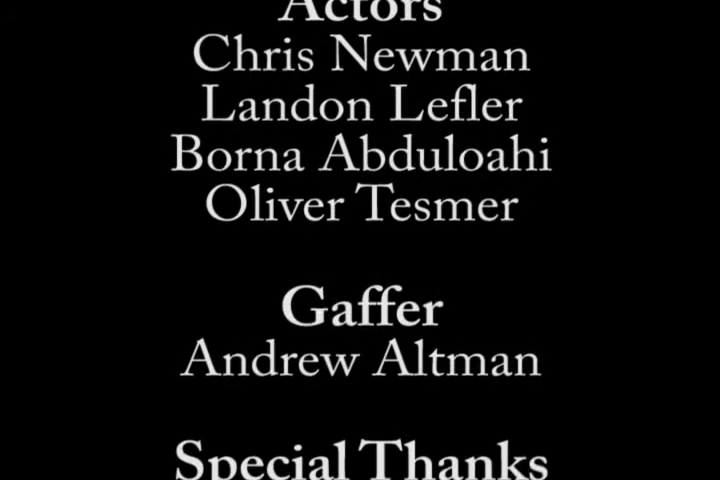 Actors
Chris Newman
Landon Lefler
Borna Abduloahi
Oliver Tesmer
Gaffer
Andrew Altman
Special Thanks